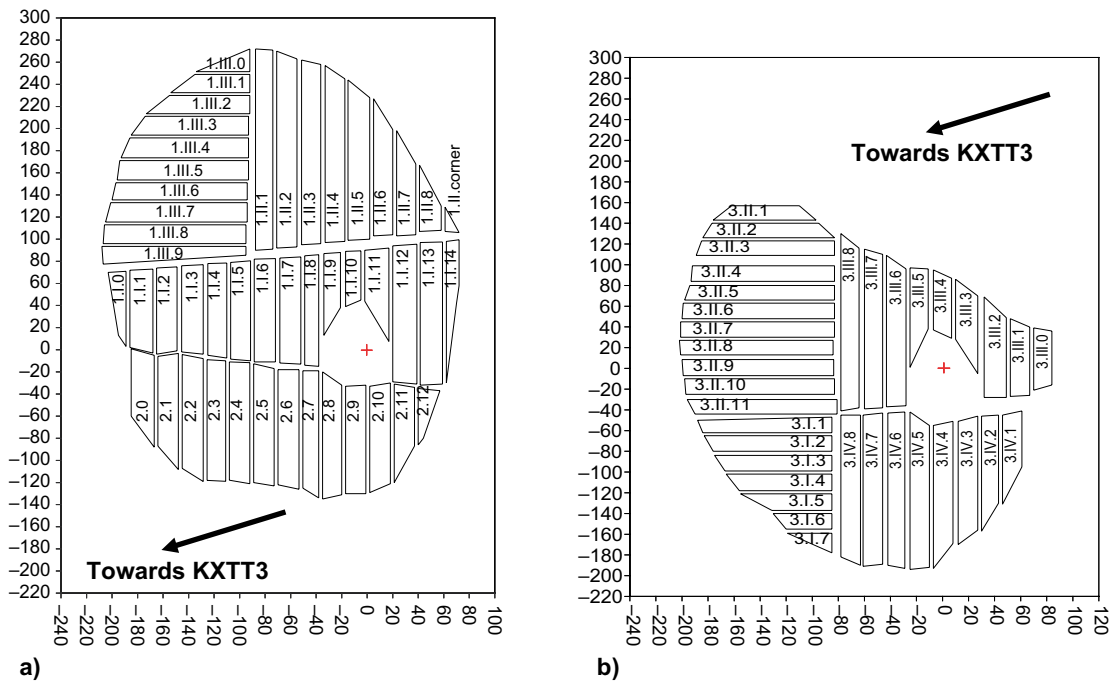 300
280
260
240
220
200
180
160
140
120
100
80
60
40
20
0
–20
–40
–60
–80
–100
–120
–140
–160
–180
–200
–220
1.III.0
1.III.1
1.III.2
1.III.3
1.III.4
1.III.5
1.III.6
1.III.7
1.III.8
1.III.9
1.II.1
1.II.2
1.II.3
1.II.4
1.II.5
1.II.6
1.II.7
1.II.8
1.II.corner
1.I.0
1.I.1
1.I.2
1.I.3
1.I.4
1.I.5
1.I.6
1.I.7
1.I.8
1.I.9
1.I.10
1.I.11
1.I.12
1.I.13
1.I.14
2.0
2.1
2.2
2.3
2.4
2.5
2.6
2.7
2.8
2.9
2.10
2.11
2.12
Towards KXTT3
–240
–220
–200
–180
–160
–140
–120
–100
–80
–60
–40
–20
0
20
40
60
80
100
a)
300
280
260
240
220
200
180
160
140
120
100
80
60
40
20
0
–20
–40
–60
–80
–100
–120
–140
–160
–180
–200
–220
Towards KXTT3
3.II.1
3.II.2
3.II.3
3.II.4
3.II.5
3.II.6
3.II.7
3.II.8
3.II.9
3.II.10
3.II.11
3.III.8
3.III.7
3.III.6
3.III.5
3.III.4
3.III.3
3.III.2
3.III.1
3.III.0
3.I.1
3.I.2
3.I.3
3.I.4
3.I.5
3.I.6
3.I.7
3.IV.8
3.IV.7
3.IV.6
3.IV.5
3.IV.4
3.IV.3
3.IV.2
3.IV.1
–240
–220
–200
–180
–160
–140
–120
–100
–80
–60
–40
–20
0
20
40
60
80
100
120
b)